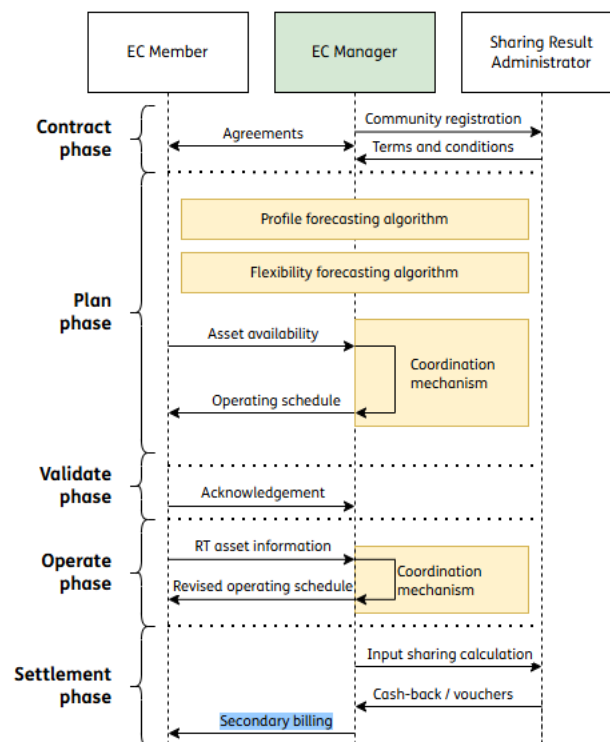 EC Member
EC Manager
Sharing Result
Administrator
Contract
phase
Community registration
Agreements
Terms and conditions
Plan
phase
Profile forecasting algorithm
Flexibility forecasting algorithm
Asset availability
Coordination
mechanism
Operating schedule
Validate
phase
Acknowledgement
Operate
phase
RT asset information
Coordination
mechanism
Revised operating schedule
Settlement
phase
Input sharing calculation
Cash-back / vouchers
Secondary billing